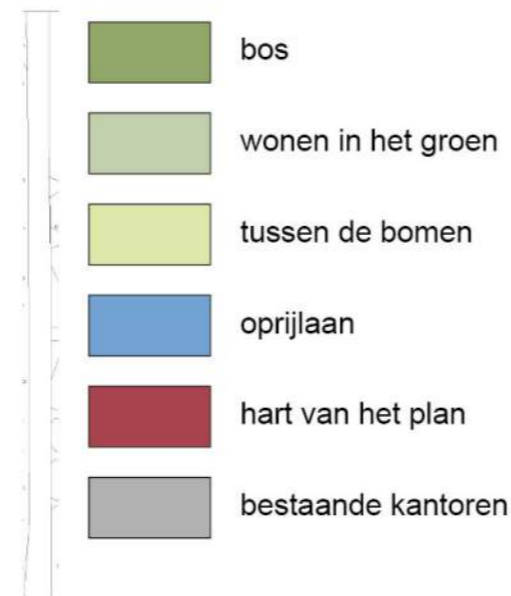 bos
wonen in het groen
tussen de bomen
oprijlaan
hart van het plan
bestaande kantoren